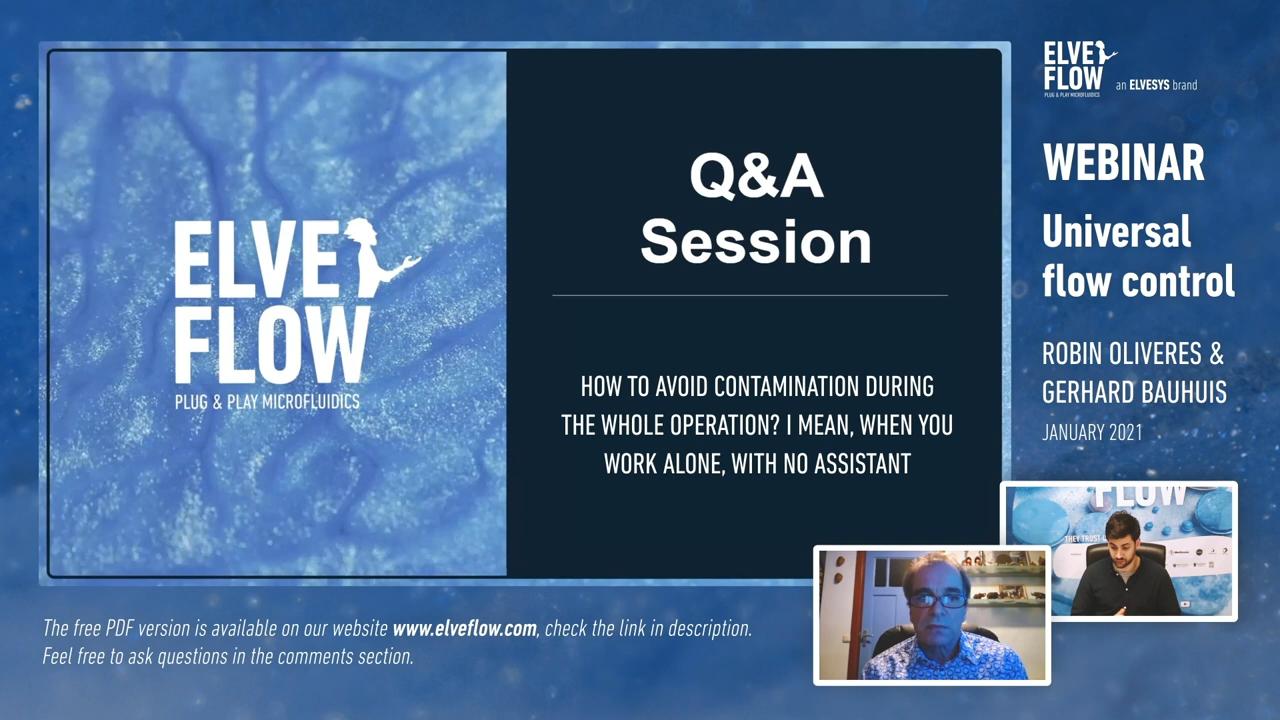 ELVE
FLOW
PLUG & PLAY MICROFLUIDICS
Q&A
Session
HOW TO AVOID CONTAMINATION DURING
THE WHOLE OPERATION? I MEAN, WHEN YOU
WORK ALONE, WITH NO ASSISTANT
ELVE
FLOW
PLUG & PLAY MICROFLUIDICS
an ELVESYS brand
WEBINAR
Universal
flow control
ROBIN OLIVERES &
GERHARD BAUHUIS
JANUARY 2021
FLOW
THEY TRUST
The free PDF version is available on our website www.elveflow.com, check the link in description.
Feel free to ask questions in the comments section.